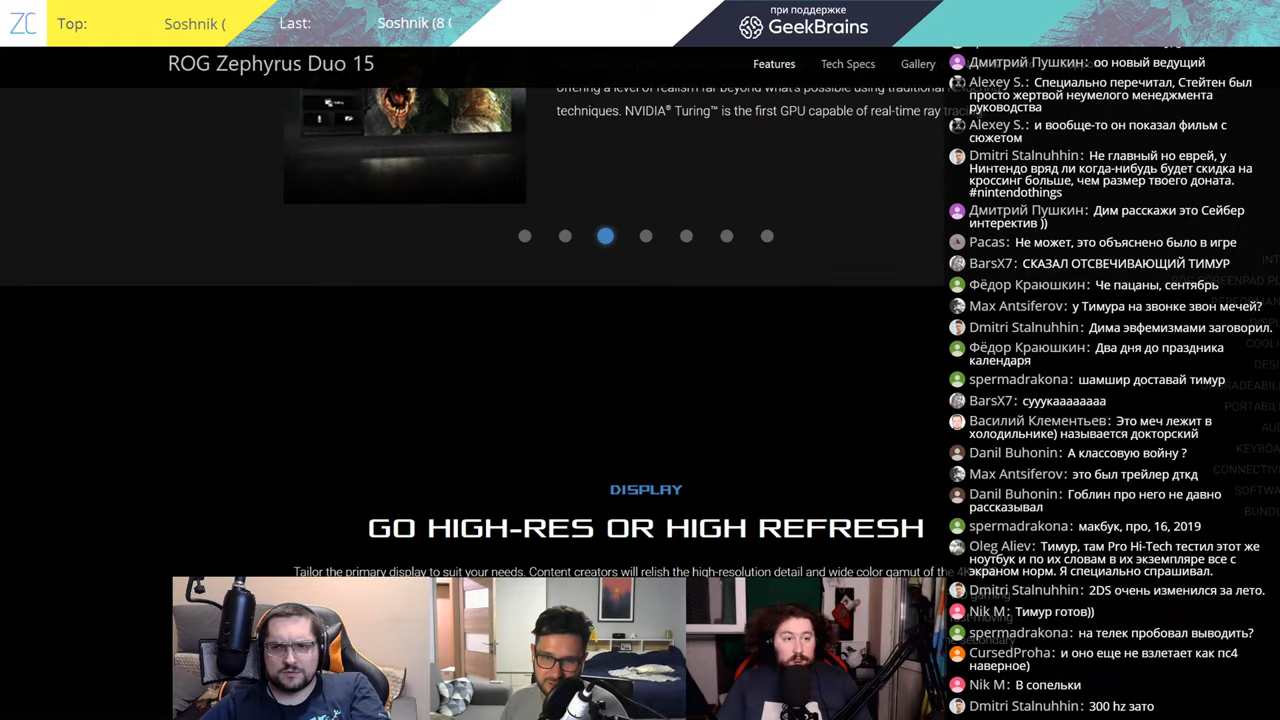 ZC
Top:
Soshnik (
Last:
Soshnik (8 (
при поддержке
GeekBrains
ROG Zephyrus Duo 15
Features
Tech Specs
Gallery
offering a level of realism far beyond what's possible using traditional
techniques. NVIDIA® Turing™ is the first GPU capable of real-time ray tracing.
DISPLAY
GO HIGH-RES OR HIGH REFRESH
Tailor the primary display to suit your needs. Content creators will relish the high-resolution detail and wide color gamut of the 4K
Дмитрий Пушкин: оо новый ведущий
Alexey S.: Специально перечитал, Стейтен был
просто жертвой неумелого менеджмента
руководства
Alexey S.: и вообще-то он показал фильм с
сюжетом
Dmitri Stalnuhhin: Не главный но еврей, у
Нинтендо вряд ли когда-нибудь будет скидка на
кроссинг больше, чем размер твоего доната.
#nintendothings
Дмитрий Пушкин: Дим расскажи это Сейбер
интеректив ))
Pacas: Не может, это объяснено было в игре
BarsX7: СКАЗАЛ ОТСВЕЧИВАЮЩИЙ ТИМУР
Фёдор Краюшкин: Че пацаны, сентябрь
Max Antsiferov: у Тимура на звонке звон мечей?
Dmitri Stalnuhhin: Дима эвфемизмами заговорил.
Фёдор Краюшкин: Два дня до праздника
календаря
spermadrakona: шамшир доставай тимур
BarsX7: сууукаааааааа
Василий Клементьев: Это меч лежит в
холодильнике) называется докторский
Danil Buhonin: А классовую войну ?
Max Antsiferov: это был трейлер дткд
Danil Buhonin: Гоблин про него не давно
рассказывал
spermadrakona: макбук, про, 16, 2019
Oleg Aliev: Тимур, там Pro Hi-Tech тестил этот же
ноутбук и по их словам в их экземпляре все с
экраном норм. Я специально спрашивал.
Dmitri Stalnuhhin: 2DS очень изменился за лето.
Nik M: Тимур готов))
spermadrakona: на телек пробовал выводить?
CursedProha: и оно еще не взлетает как пс4
наверное)
Nik M: В сопельки
Dmitri Stalnuhhin: 300 hz зато